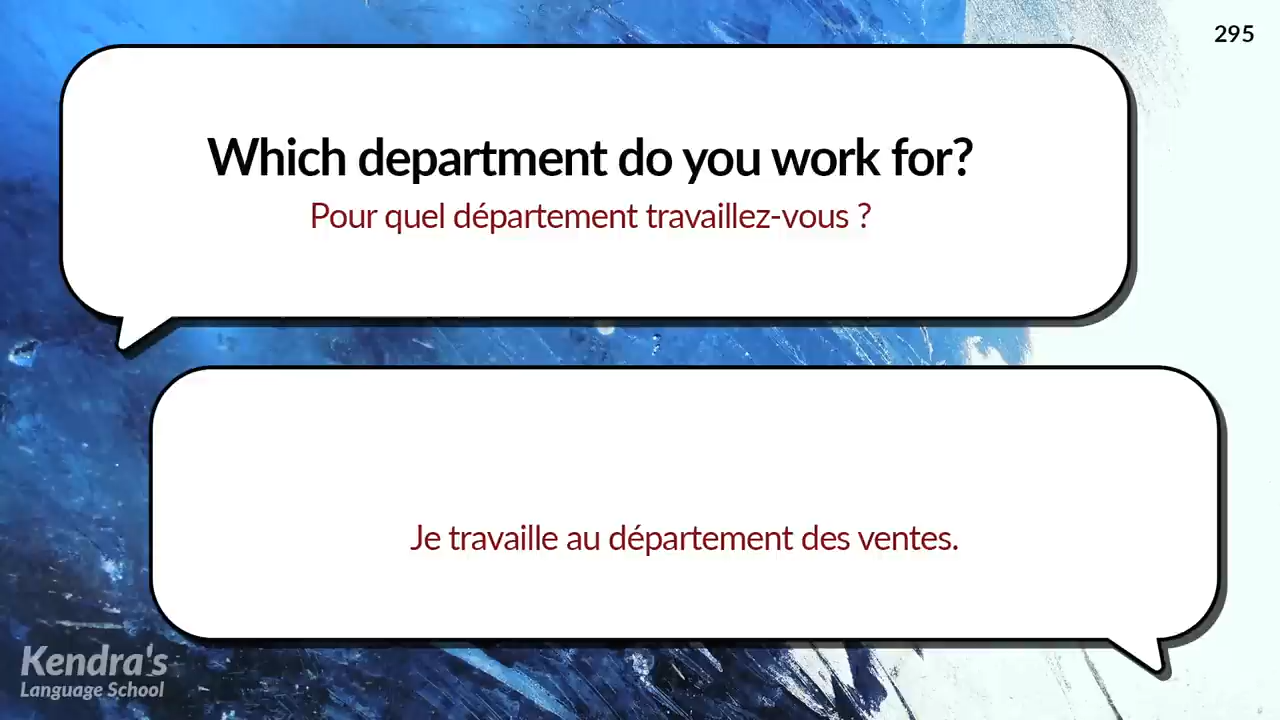 295
Which department do you work for?
Pour quel département travaillez-vous ?
Je travaille au département des ventes.
Kendra's
Language School